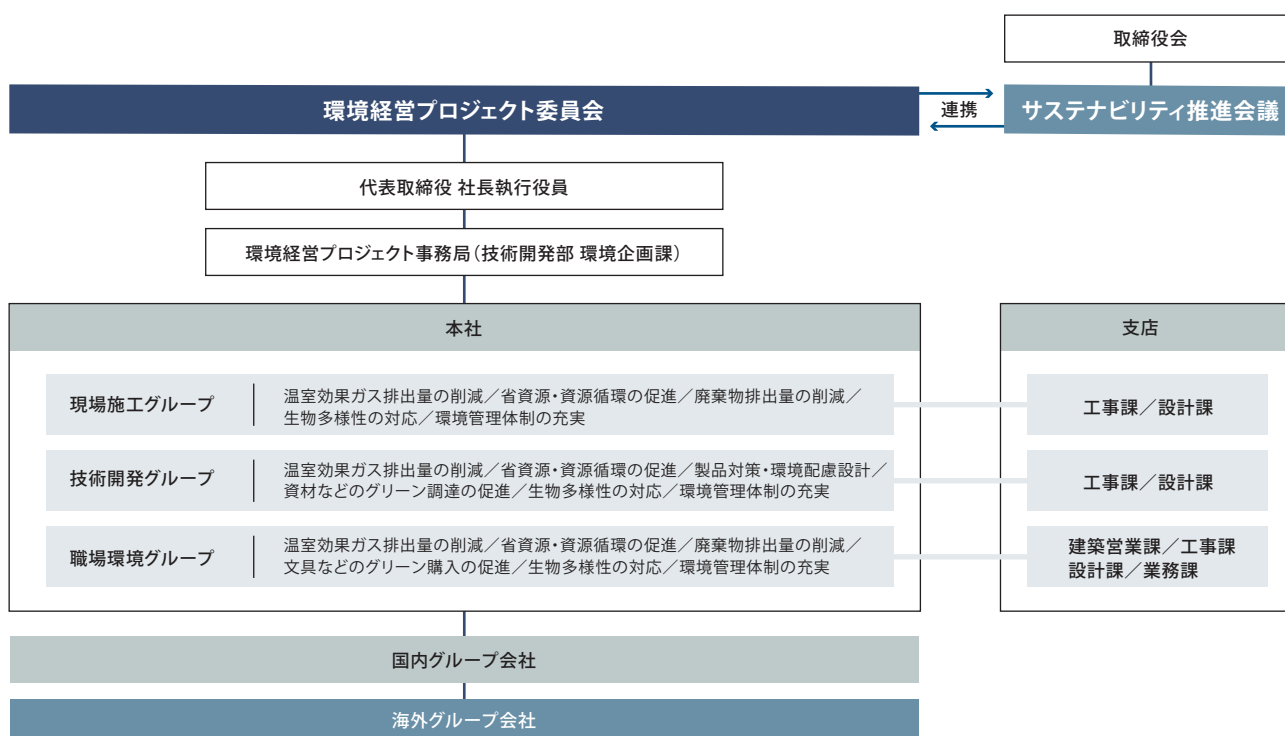 取締役会
環境経営プロジェクト委員会
連携
サステナビリティ推進会議
代表取締役 社長執行役員
環境経営プロジェクト事務局（技術開発部 環境企画課）
本社
現場施工グループ
温室効果ガス排出量の削減／省資源・資源循環の促進／廃棄物排出量の削減／
生物多様性の対応／環境管理体制の充実
技術開発グループ
温室効果ガス排出量の削減／省資源・資源循環の促進／製品対策・環境配慮設計／
資材などのグリーン調達の促進／生物多様性の対応／環境管理体制の充実
職場環境グループ
温室効果ガス排出量の削減／省資源・資源循環の促進／廃棄物排出量の削減／
文具などのグリーン購入の促進／生物多様性の対応／環境管理体制の充実
支店
工事課／設計課
工事課／設計課
建築営業課／工事課
設計課／業務課
国内グループ会社
海外グループ会社